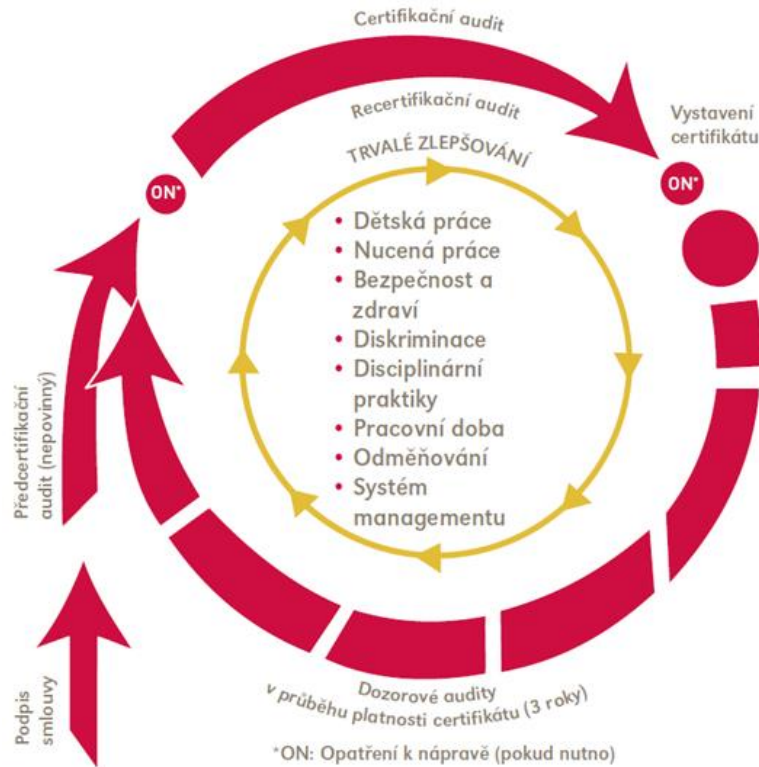 Certifikační audit
Recertifikační audit
Vystavení
certifikátu
TRVALÉ ZLEPŠOVÁNÍ
ON*
ON*
• Dětská práce
• Nucená práce
• Bezpečnost a
zdraví
• Diskriminace
• Disciplinární
praktiky
• Pracovní doba
• Odměňování
• Systém
managementu
Předcertifikační
audit (nepovinný)
Podpis
smlouvy
Dozorové audity
v průběhu platnosti certifikátu (3 roky)
*ON: Opatření k nápravě (pokud nutno)